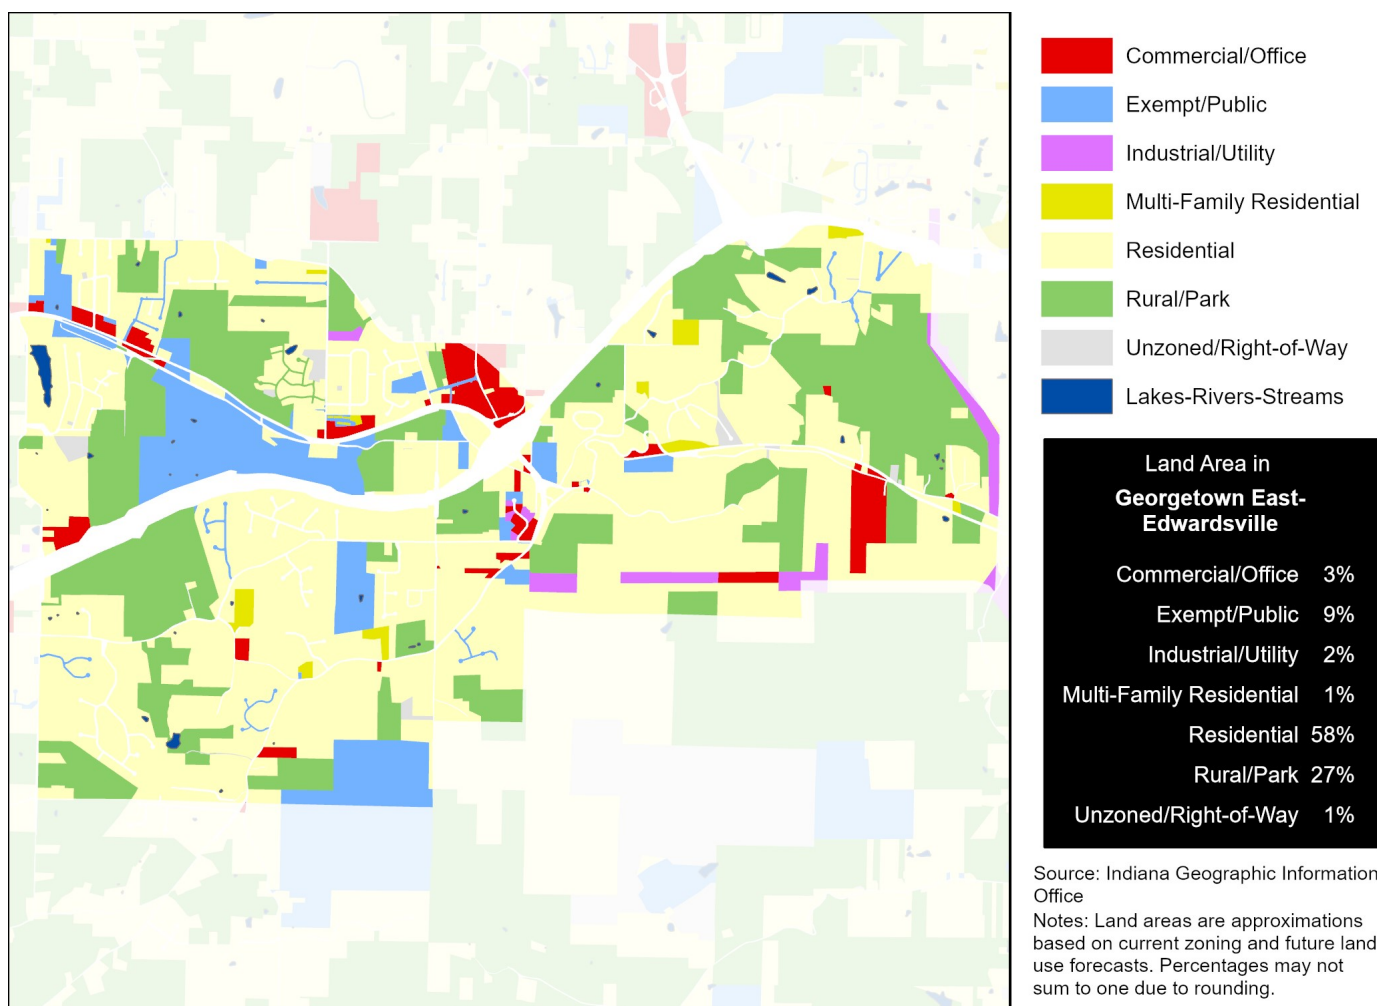 Commercial/Office
Exempt/Public
Industrial/Utility
Multi-Family Residential
Residential
Rural/Park
Unzoned/Right-of-Way
Lakes-Rivers-Streams
Land Area in
Georgetown East-
Edwardsville
Commercial/Office 3%
Exempt/Public 9%
Industrial/Utility 2%
Multi-Family Residential 1%
Residential 58%
Rural/Park 27%
Unzoned/Right-of-Way 1%
Source: Indiana Geographic Information
Office
Notes: Land areas are approximations
based on current zoning and future land
use forecasts. Percentages may not
sum to one due to rounding.